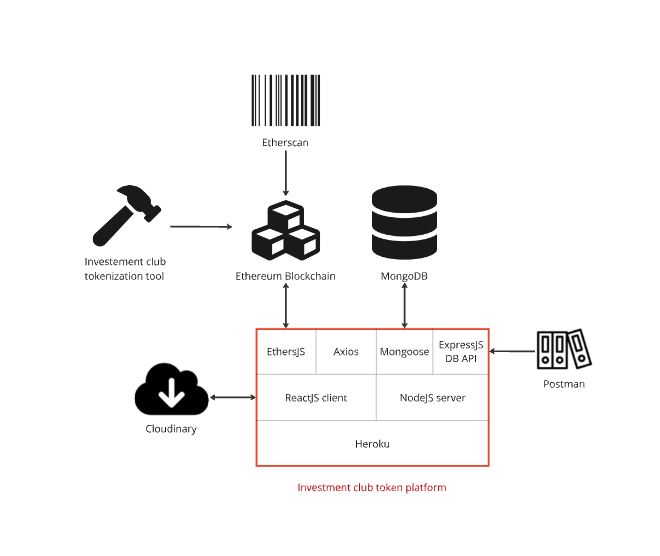 Etherscan
Investement club
tokenization tool
Ethereum Blockchain
MongoDB
EthersJS
Axios
Mongoose
ExpressJS
DB API
Postman
ReactJS client
NodeJS server
Cloudinary
Heroku
Investment club token platform